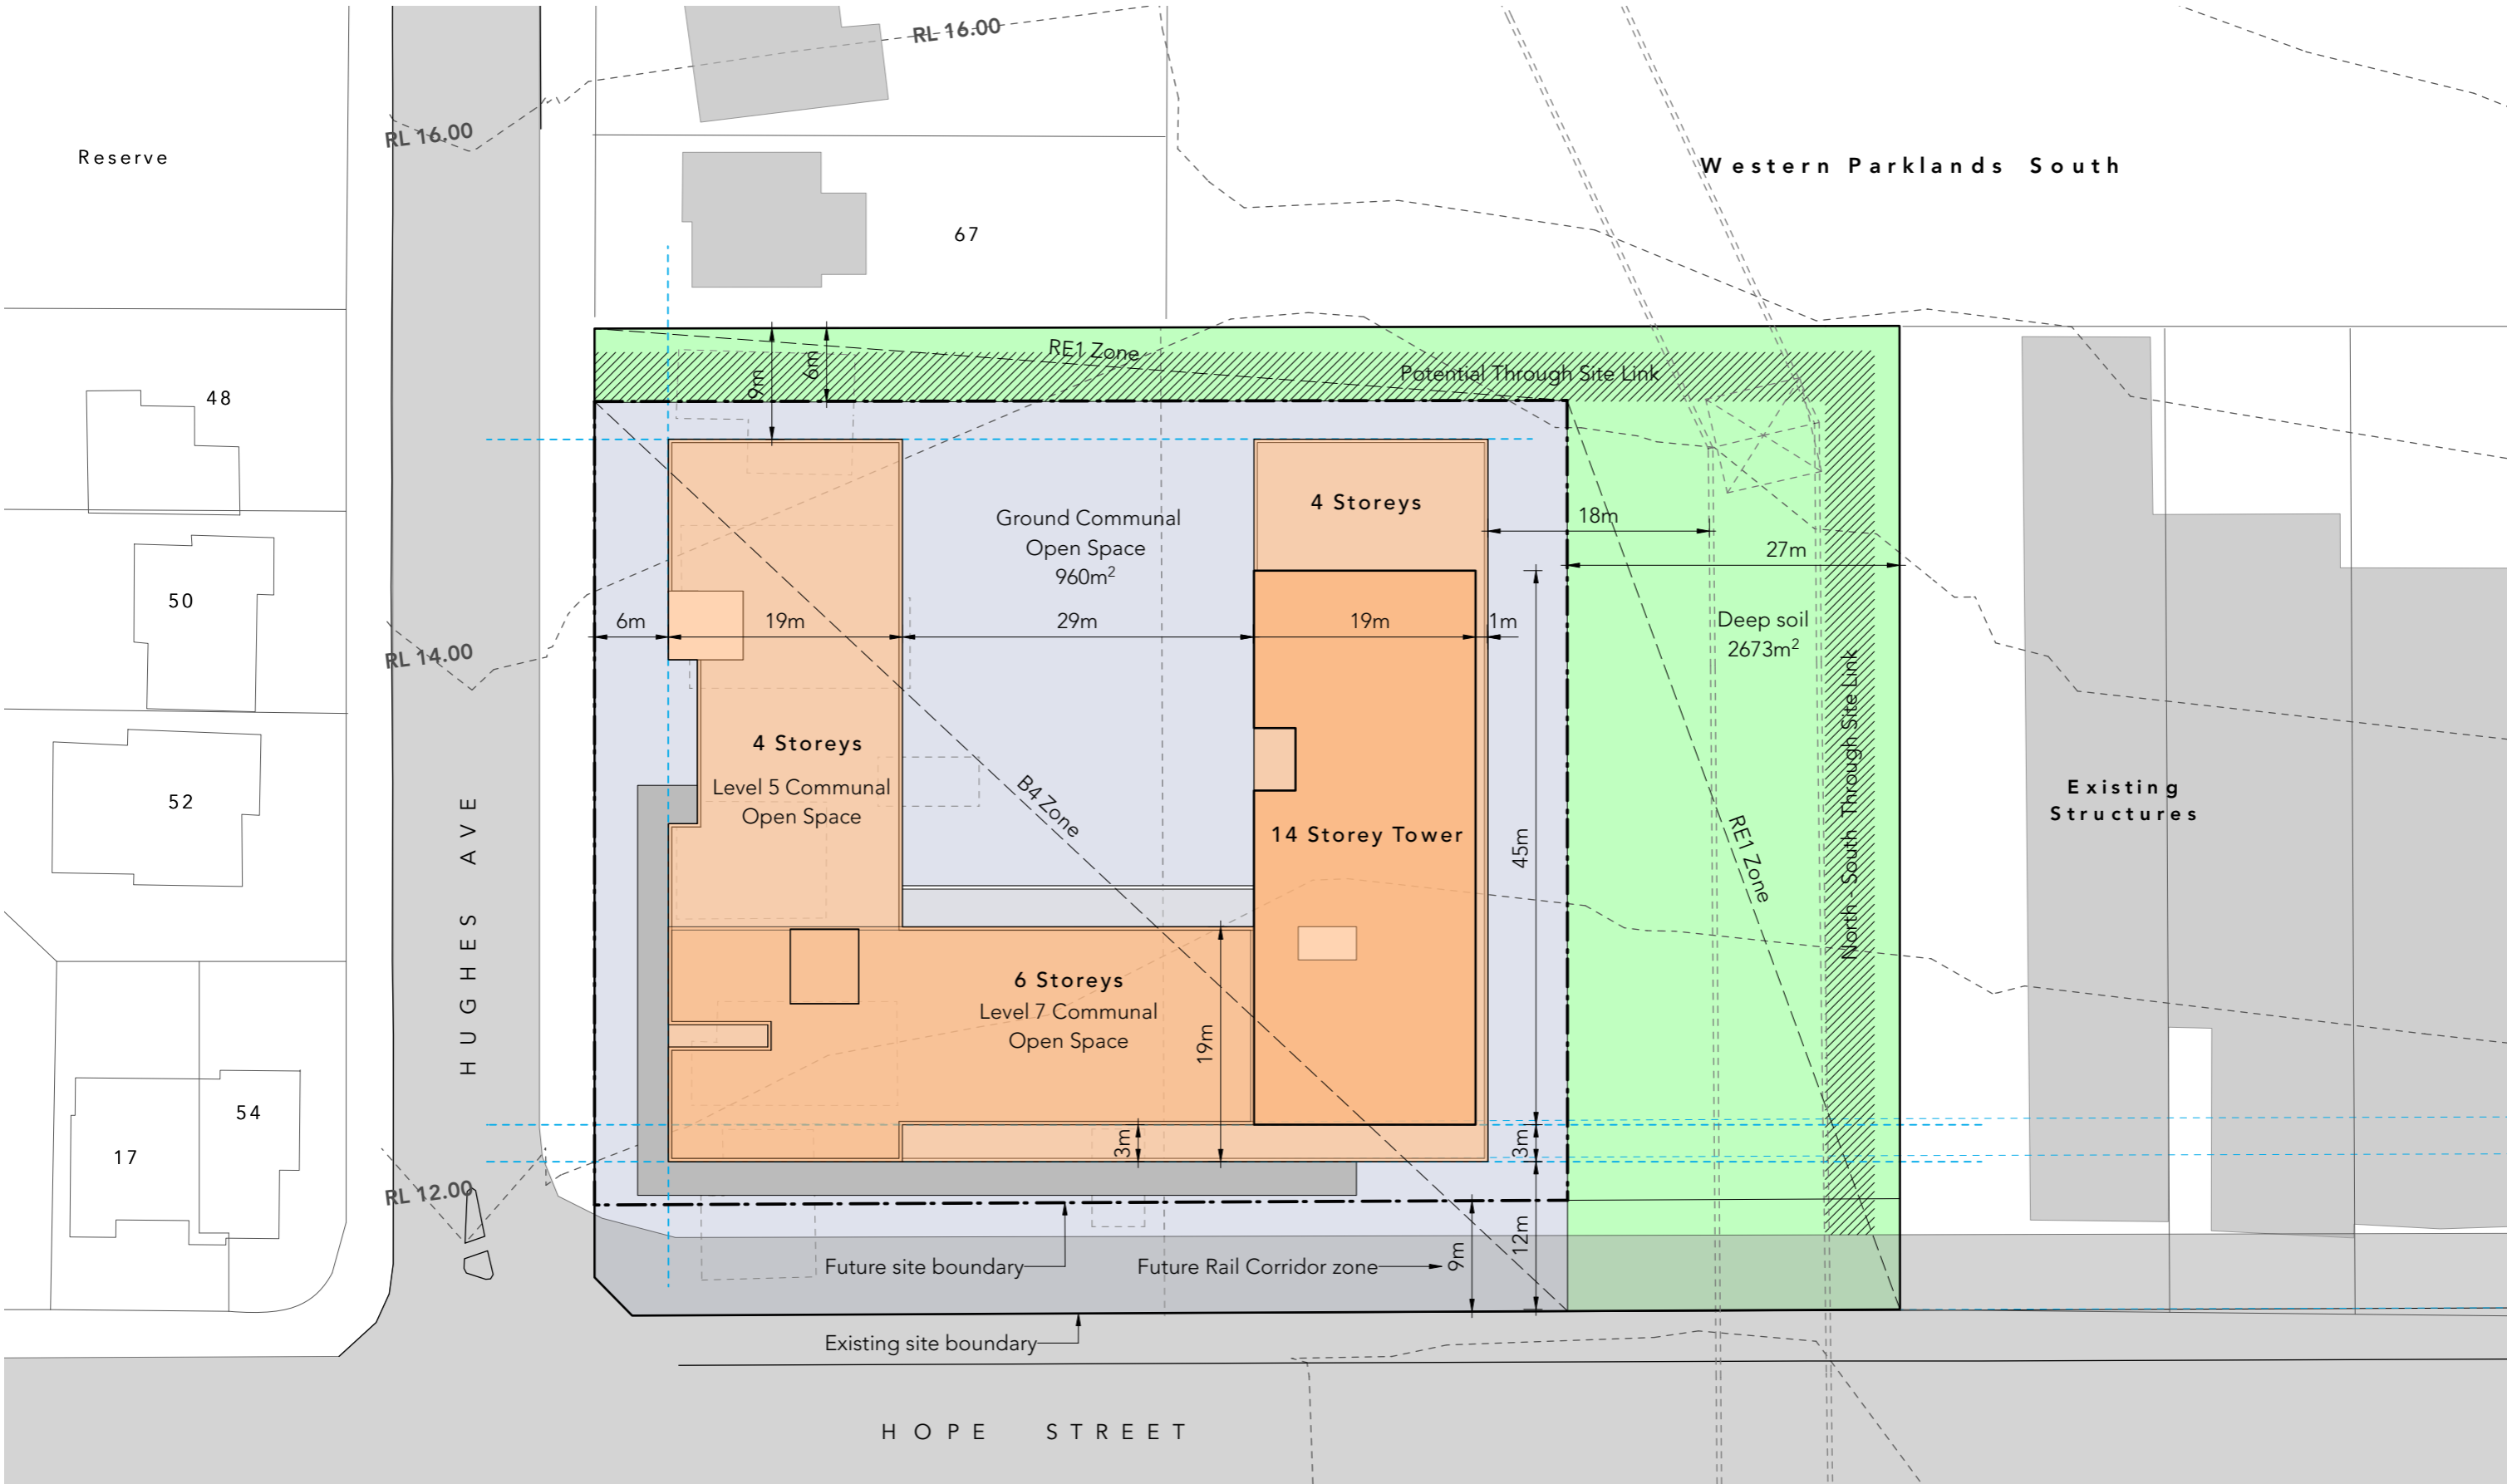 RL 16.00
RL 16.00
Reserve
Western Parklands South
67
RE1 Zone
9m
6m
Potential Through Site Link
48
4 Storeys
Ground Communal
Open Space
960m²
18m
27m
50
6m
19m
29m
19m
1m
Deep soil
2673m²
RL 14.00
4 Storeys
Level 5 Communal
Open Space
B4 Zone
52
14 Storey Tower
45m
RE1 Zone
North - South Through Site Link
Existing
Structures
HUGHES AVE
6 Storeys
Level 7 Communal
Open Space
19m
54
17
3m
3m
RL 12.00
12m
9m
Future site boundary
Future Rail Corridor zone
Existing site boundary
HOPE STREET